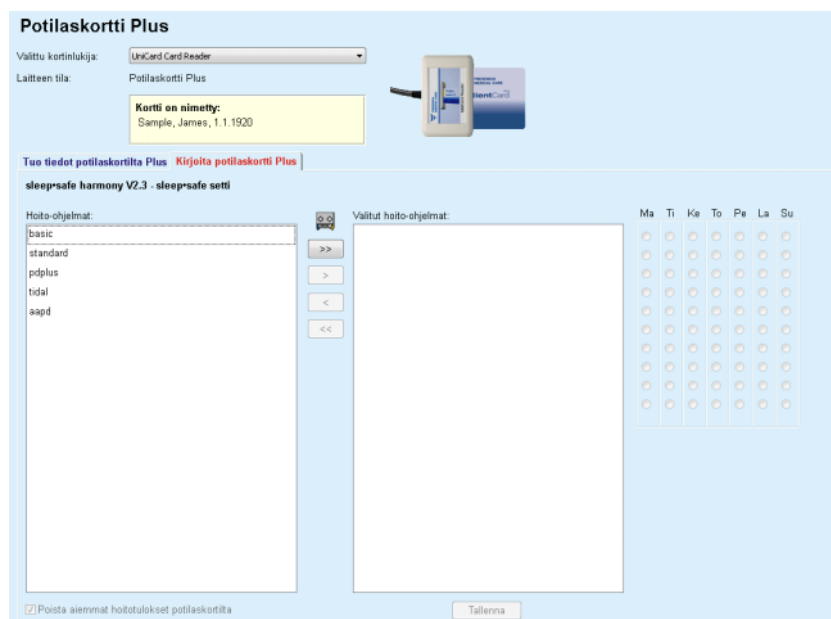 Potilaskortti Plus
Valittu kortinlukija: UniCard Card Reader
Laitteen tila: Potilaskortti Plus
Kortti on nimetty:
Sample, James, 1.1.1920
Tuo tiedot potilaskortilta Plus Kirjoita potilaskortti Plus
sleep•safe harmony V2.3 - sleep•safe setti
Hoito-ohjelmat: Valitut hoito-ohjelmat: Ma Ti Ke To Pe La Su
basic
>>
standard
pdplus
>
tidal
<
aapd
<<
Poista aiemmat hoitotulokset potilaskortilta Tallenna